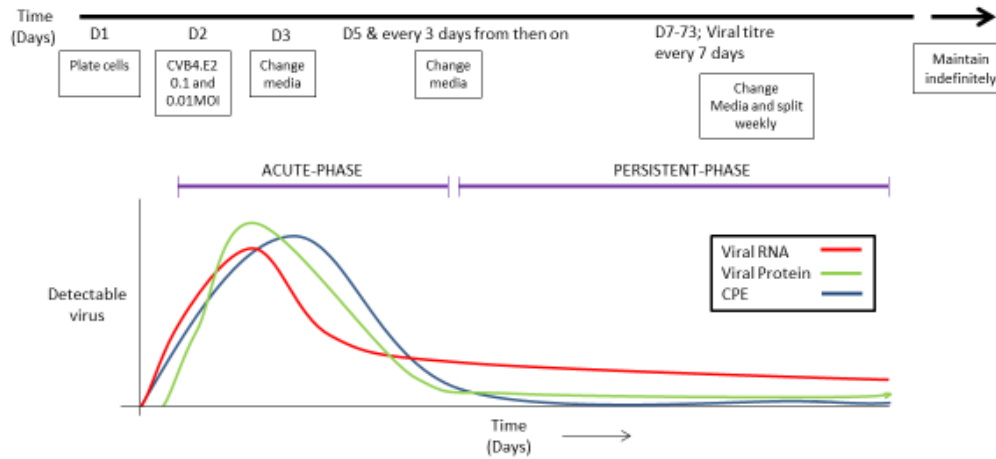 Time
(Days)
D1
D2
D3
D5 & every 3 days from then on
D7-73; Viral titre
every 7 days
Plate cells
CVB4.E2
0.1 and
0.01MOI
Change
media
Change
media
Change
Media and split
weekly
Maintain
indefinitely
ACUTE-PHASE
PERSISTENT-PHASE
Detectable
virus
Viral RNA
Viral Protein
CPE
Time
(Days)